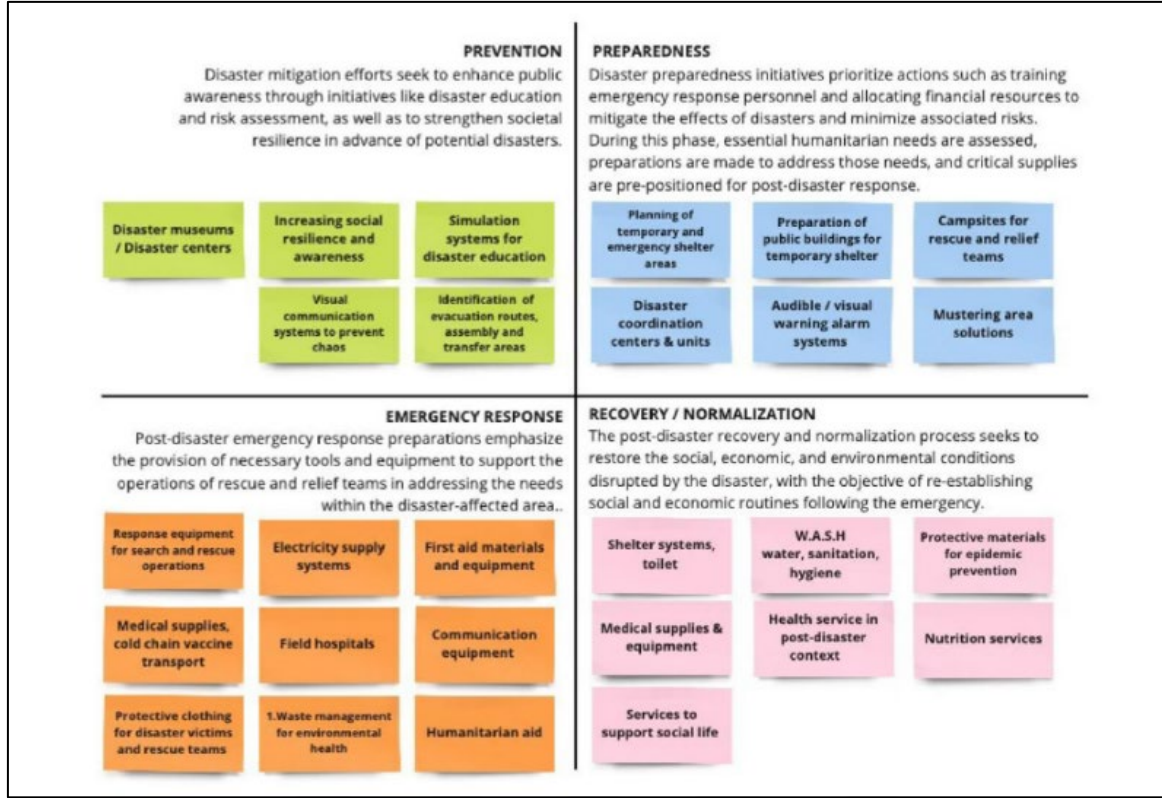 PREVENTION
Disaster mitigation efforts seek to enhance public
awareness through initiatives like disaster education
and risk assessment, as well as to strengthen societal
resilience in advance of potential disasters.
Disaster museums
/ Disaster centers
Increasing social
resilience and
awareness
Simulation
systems for
disaster education
Visual
communication
systems to prevent
chaos
Identification of
evacuation routes,
assembly and
transfer areas
PREPAREDNESS
Disaster preparedness initiatives prioritize actions such as training
emergency response personnel and allocating financial resources to
mitigate the effects of disasters and minimize associated risks.
During this phase, essential humanitarian needs are assessed,
preparations are made to address those needs, and critical supplies
are pre-positioned for post-disaster response.
Planning of
temporary and
emergency shelter
areas
Preparation of
public buildings for
temporary shelter
Campsites for
rescue and relief
teams
Disaster
coordination
centers & units
Audible / visual
warning alarm
systems
Mustering area
solutions
EMERGENCY RESPONSE
Post-disaster emergency response preparations emphasize
the provision of necessary tools and equipment to support the
operations of rescue and relief teams in addressing the needs
within the disaster-affected area..
Response equipment
for search and rescue
operations
Electricity supply
systems
First aid materials
and equipment
Medical supplies,
cold chain vaccine
transport
Field hospitals
Communication
equipment
Protective clothing
for disaster victims
and rescue teams
1.Waste management
for environmental
health
Humanitarian aid
RECOVERY / NORMALIZATION
The post-disaster recovery and normalization process seeks to
restore the social, economic, and environmental conditions
disrupted by the disaster, with the objective of re-establishing
social and economic routines following the emergency.
Shelter systems,
toilet
W.A.S.H
water, sanitation,
hygiene
Protective materials
for epidemic
prevention
Medical supplies &
equipment
Health service in
post-disaster
context
Nutrition services
Services to
support social life